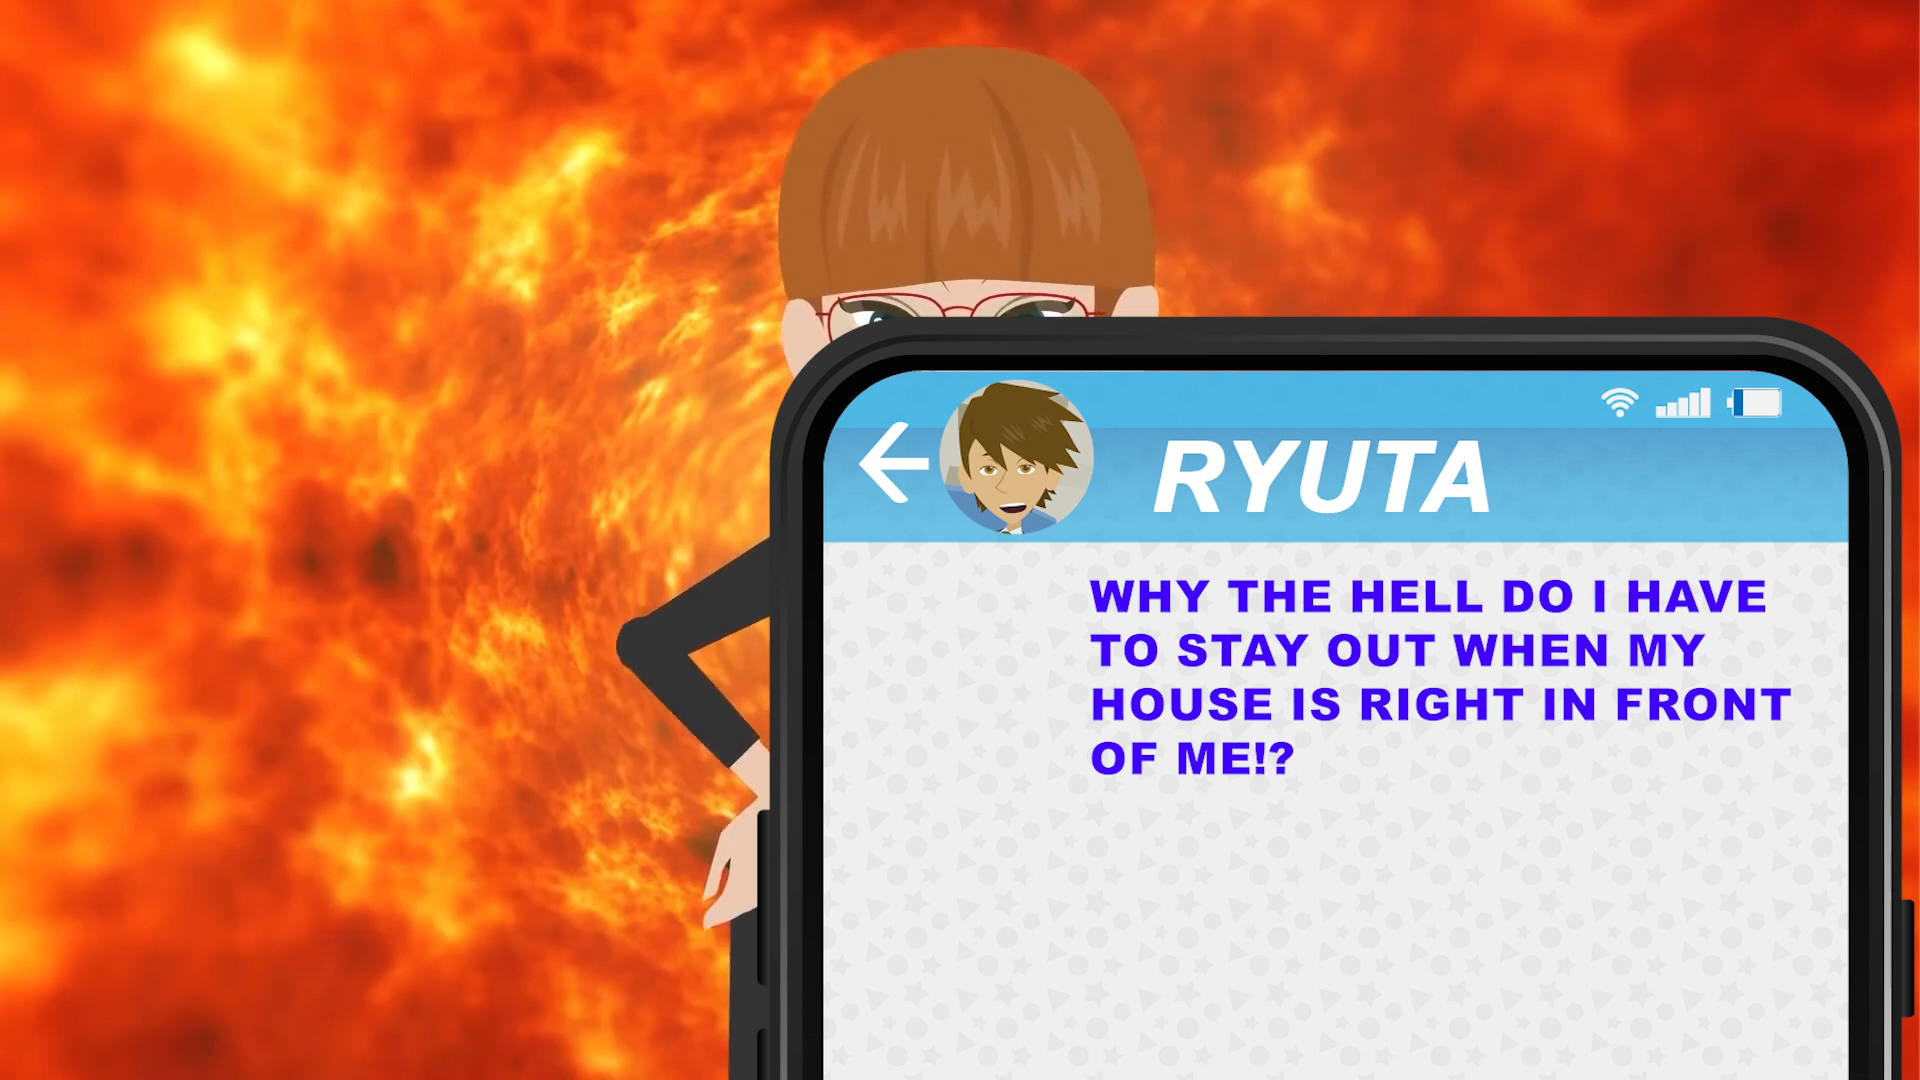 RYUTA
WHY THE HELL DO I HAVE
TO STAY OUT WHEN MY
HOUSE IS RIGHT IN FRONT
OF ME!?